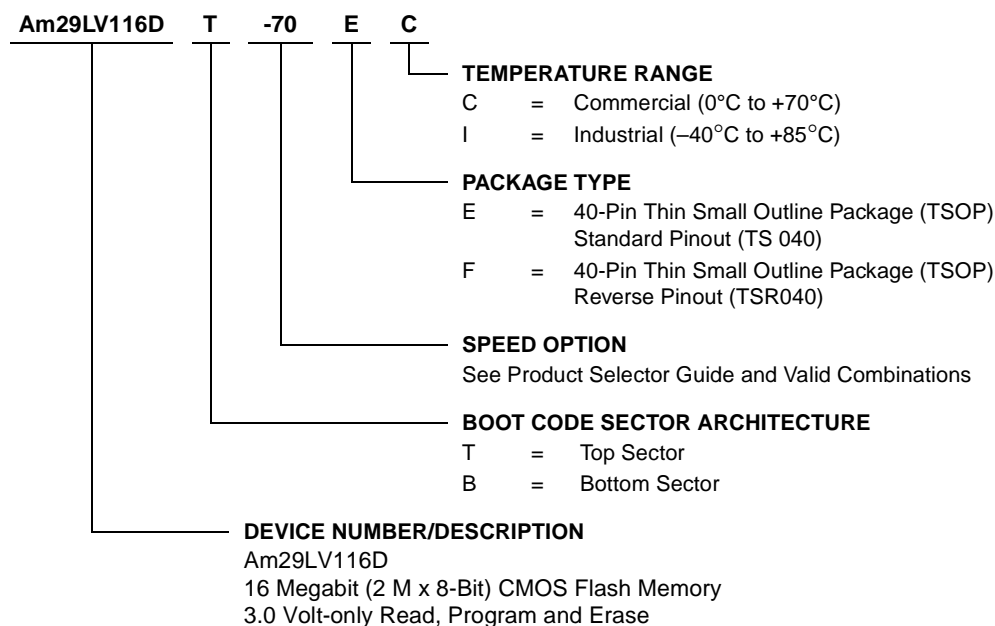 Am29LV116D T -70 E C
TEMPERATURE RANGE
C = Commercial (0°C to +70°C)
I = Industrial (–40°C to +85°C)
PACKAGE TYPE
E = 40-Pin Thin Small Outline Package (TSOP)
Standard Pinout (TS 040)
F = 40-Pin Thin Small Outline Package (TSOP)
Reverse Pinout (TSR040)
SPEED OPTION
See Product Selector Guide and Valid Combinations
BOOT CODE SECTOR ARCHITECTURE
T = Top Sector
B = Bottom Sector
DEVICE NUMBER/DESCRIPTION
Am29LV116D
16 Megabit (2 M x 8-Bit) CMOS Flash Memory
3.0 Volt-only Read, Program and Erase